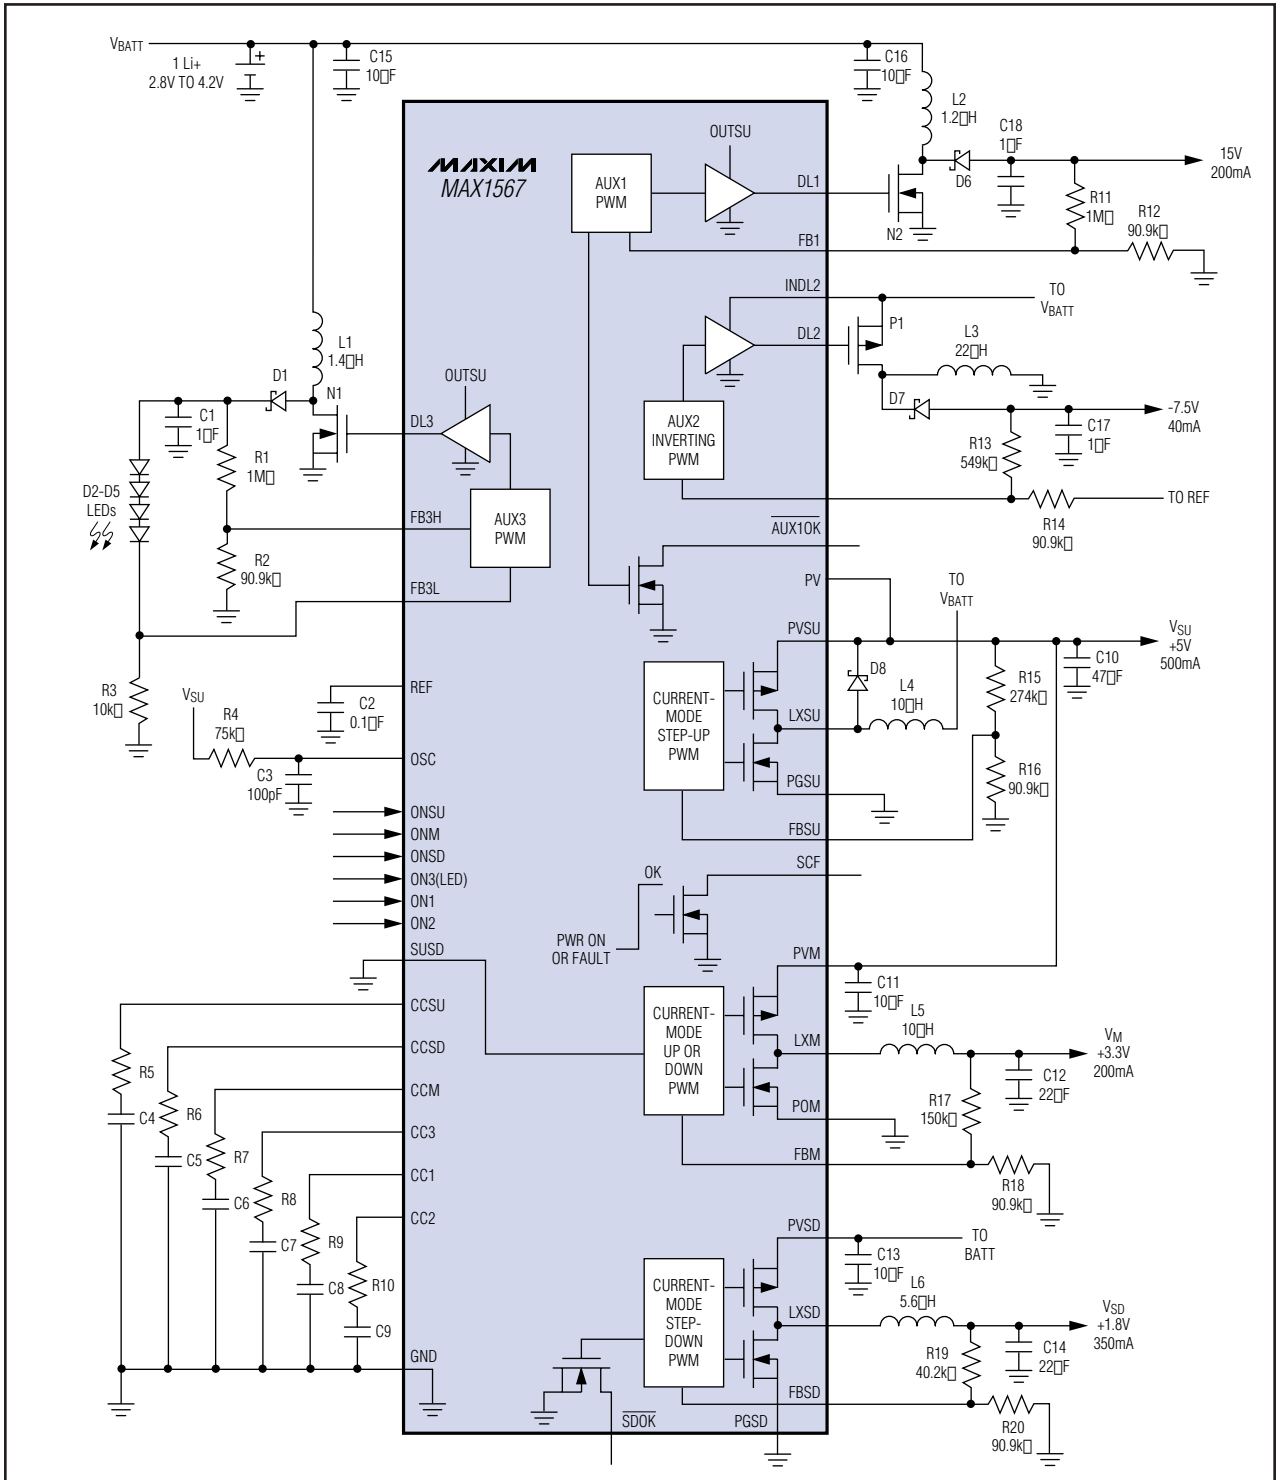 VBATT
1 Li+
2.8V TO 4.2V
+
C15
10▯F
C16
10▯F
L2
1.2▯H
C18
1▯F
D6
15V
200mA
R11
1M▯
R12
90.9k▯
N2
MAXIM
MAX1567
AUX1
PWM
OUTSU
DL1
FB1
INDL2
TO
VBATT
DL2
P1
L3
22▯H
D7
-7.5V
40mA
AUX2
INVERTING
PWM
R13
549k▯
C17
1▯F
R14
90.9k▯
TO REF
L1
1.4▯H
D1
N1
C1
1▯F
R1
1M▯
D2-D5
LEDs
R2
90.9k▯
R3
10k▯
OUTSU
DL3
FB3H
AUX3
PWM
FB3L
AUX1OK
PV
TO
VBATT
PVSU
VSU
+5V
500mA
CURRENT-
MODE
STEP-UP
PWM
D8
L4
10▯H
LXSU
R15
274k▯
C10
47▯F
PGSU
R16
90.9k▯
FBSU
VSU
R4
75k▯
C2
0.1▯F
REF
C3
100pF
OSC
ONSU
ONM
ONSD
ON3(LED)
ON1
ON2
SUSD
SCF
OK
PWR ON
OR FAULT
PVM
C11
10▯F
CURRENT-
MODE
UP OR
DOWN
PWM
LXM
L5
10▯H
VM
+3.3V
200mA
C12
22▯F
R17
150k▯
POM
FBM
R18
90.9k▯
CCSU
CCSD
CCM
CC3
CC1
CC2
R5
C4
R6
C5
R7
C6
R8
C7
R9
C8
R10
C9
GND
PVSD
TO
BATT
C13
10▯F
CURRENT-
MODE
STEP-
DOWN
PWM
LXSD
L6
5.6▯H
VSD
+1.8V
350mA
R19
40.2k▯
C14
22▯F
FBSD
R20
90.9k▯
SDOK
PGSD